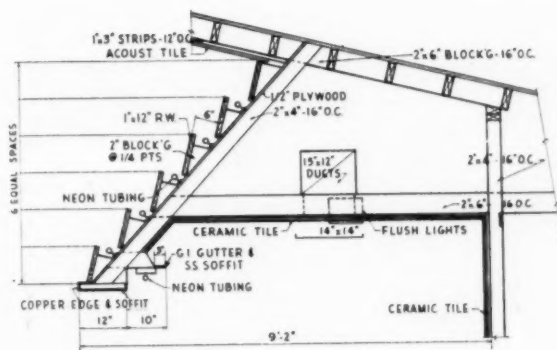 1"x3" STRIPS-12"O.C.
ACOUST TILE
2"x6" BLOCK'G-16"O.C.
1/2" PLYWOOD
2"x4"-16"O.C.
1"x12" R.W.
6"
2" BLOCK'G
@ 1/4 PTS
6 EQUAL SPACES
15"x12"
DUCTS
2"x4"-16"O.C.
NEON TUBING
2"x6"-16"O.C.
CERAMIC TILE
FLUSH LIGHTS
14"x14"
5"
G.I. GUTTER &
SS SOFFIT
NEON TUBING
COPPER EDGE & SOFFIT
CERAMIC TILE
12"
10"
9'-2"